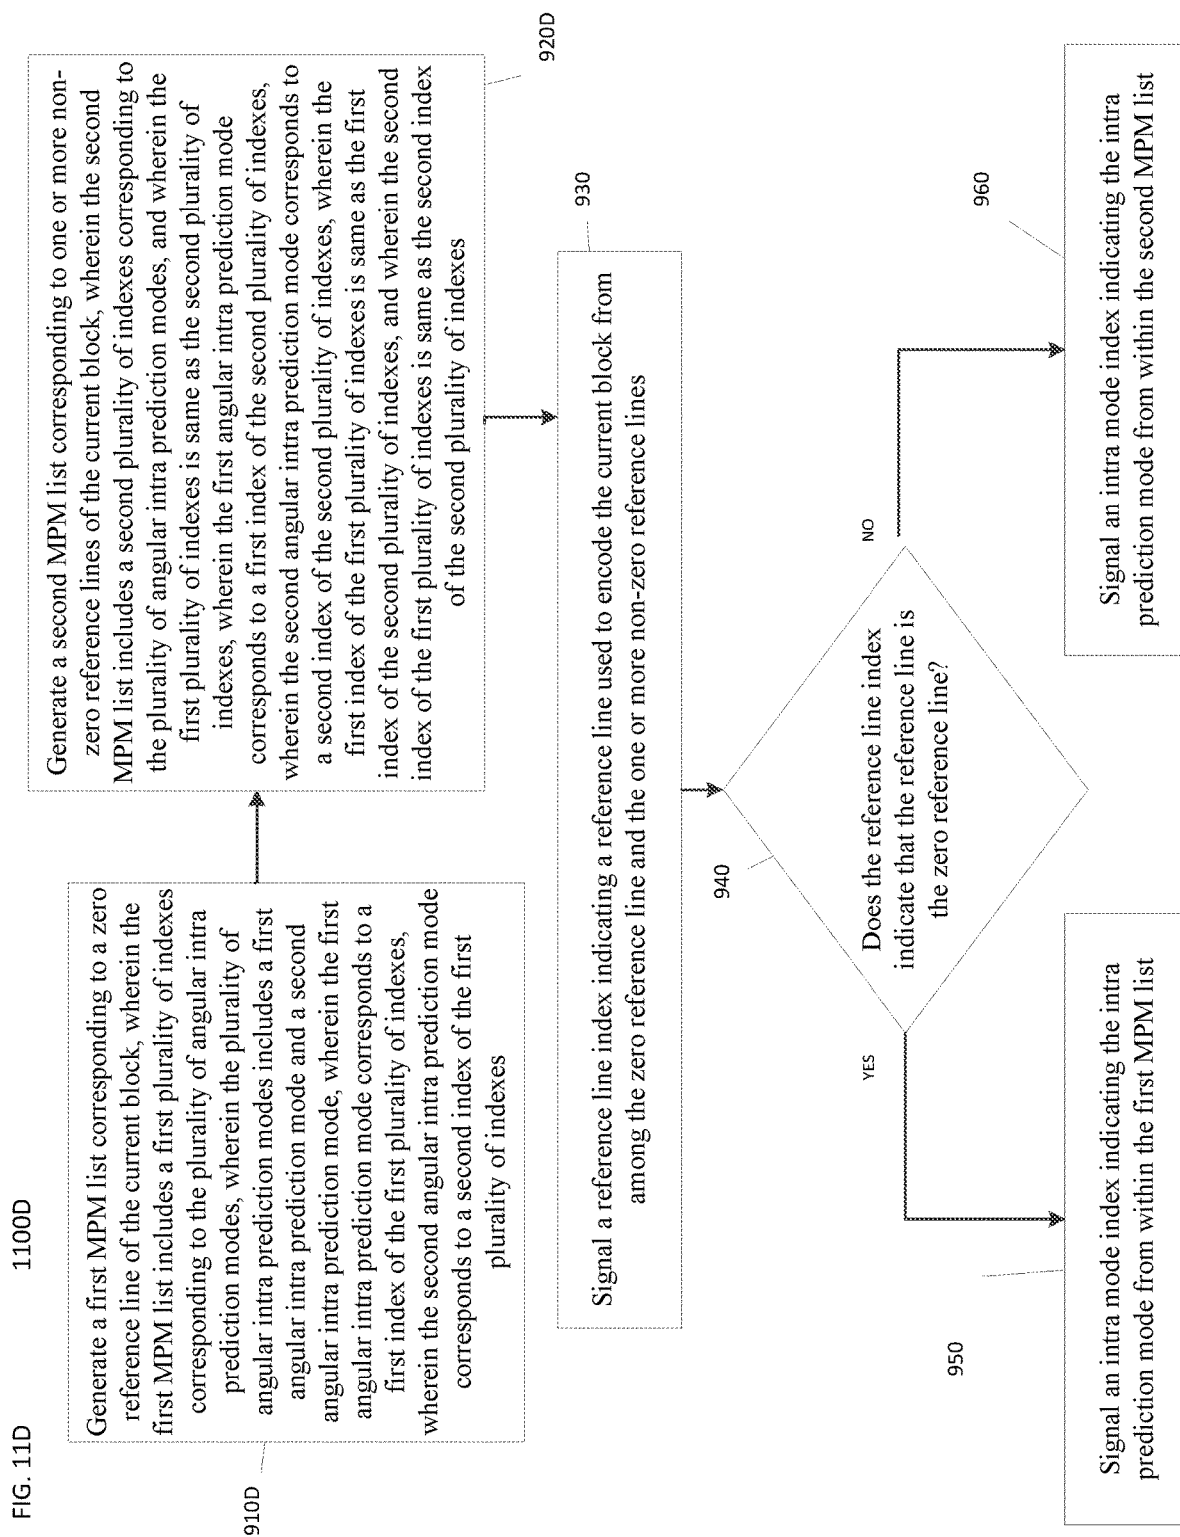 FIG. 11D
1100D
910D
Generate a first MPM list corresponding to a zero
reference line of the current block, wherein the
first MPM list includes a first plurality of indexes
corresponding to the plurality of angular intra
prediction modes, wherein the plurality of
angular intra prediction modes includes a first
angular intra prediction mode and a second
angular intra prediction mode, wherein the first
angular intra prediction mode corresponds to a
first index of the first plurality of indexes,
wherein the second angular intra prediction mode
corresponds to a second index of the first
plurality of indexes
920D
Generate a second MPM list corresponding to one or more non-
zero reference lines of the current block, wherein the second
MPM list includes a second plurality of indexes corresponding to
the plurality of angular intra prediction modes, and wherein the
first plurality of indexes is same as the second plurality of
indexes, wherein the first angular intra prediction mode
corresponds to a first index of the second plurality of indexes,
wherein the second angular intra prediction mode corresponds to
a second index of the second plurality of indexes, wherein the
first index of the first plurality of indexes is same as the first
index of the second plurality of indexes, and wherein the second
index of the first plurality of indexes is same as the second index
of the second plurality of indexes
930
Signal a reference line index indicating a reference line used to encode the current block from
among the zero reference line and the one or more non-zero reference lines
940
Does the reference line index
indicate that the reference line is
the zero reference line?
YES
NO
950
Signal an intra mode index indicating the intra
prediction mode from within the first MPM list
960
Signal an intra mode index indicating the intra
prediction mode from within the second MPM list